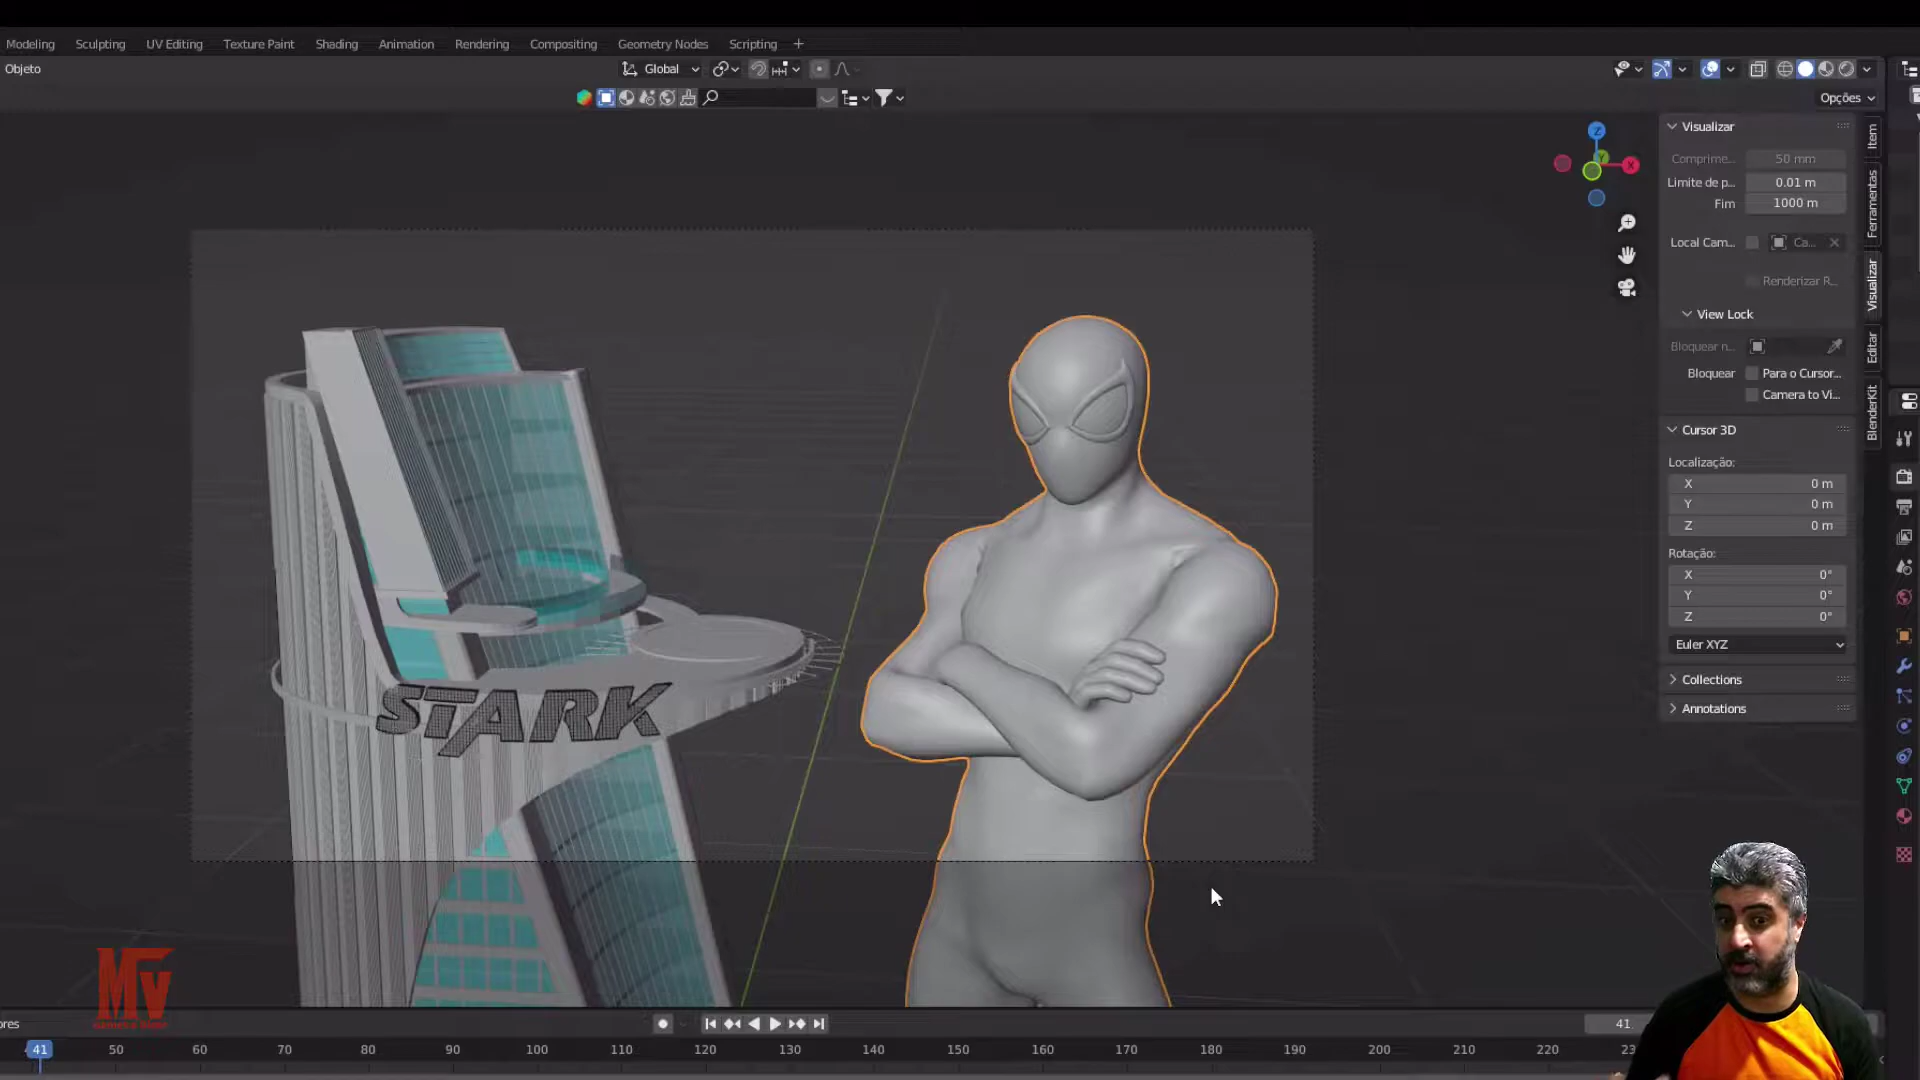 Modeling Sculpting UV Editing Texture Paint Shading Animation Rendering Compositing Geometry Nodes Scripting +
Objeto
Global
Opções
Visualizar
Comprime... 50 mm
Limite de p... 0.01 m
Fim 1000 m
Local Cam... Ca...
Renderizar R...
View Lock
Bloquear n...
Bloquear Para o Cursor...
Camera to Vi...
Cursor 3D
Localização:
X 0 m
Y 0 m
Z 0 m
Rotação:
X 0°
Y 0°
Z 0°
Euler XYZ
Collections
Annotations
Item
Ferramentas
Visualizar
Editar
BlenderKit
Z
Y
X
STARK
MV
ores
41
41 50 60 70 80 90 100 110 120 130 140 150 160 170 180 190 200 210 220 23